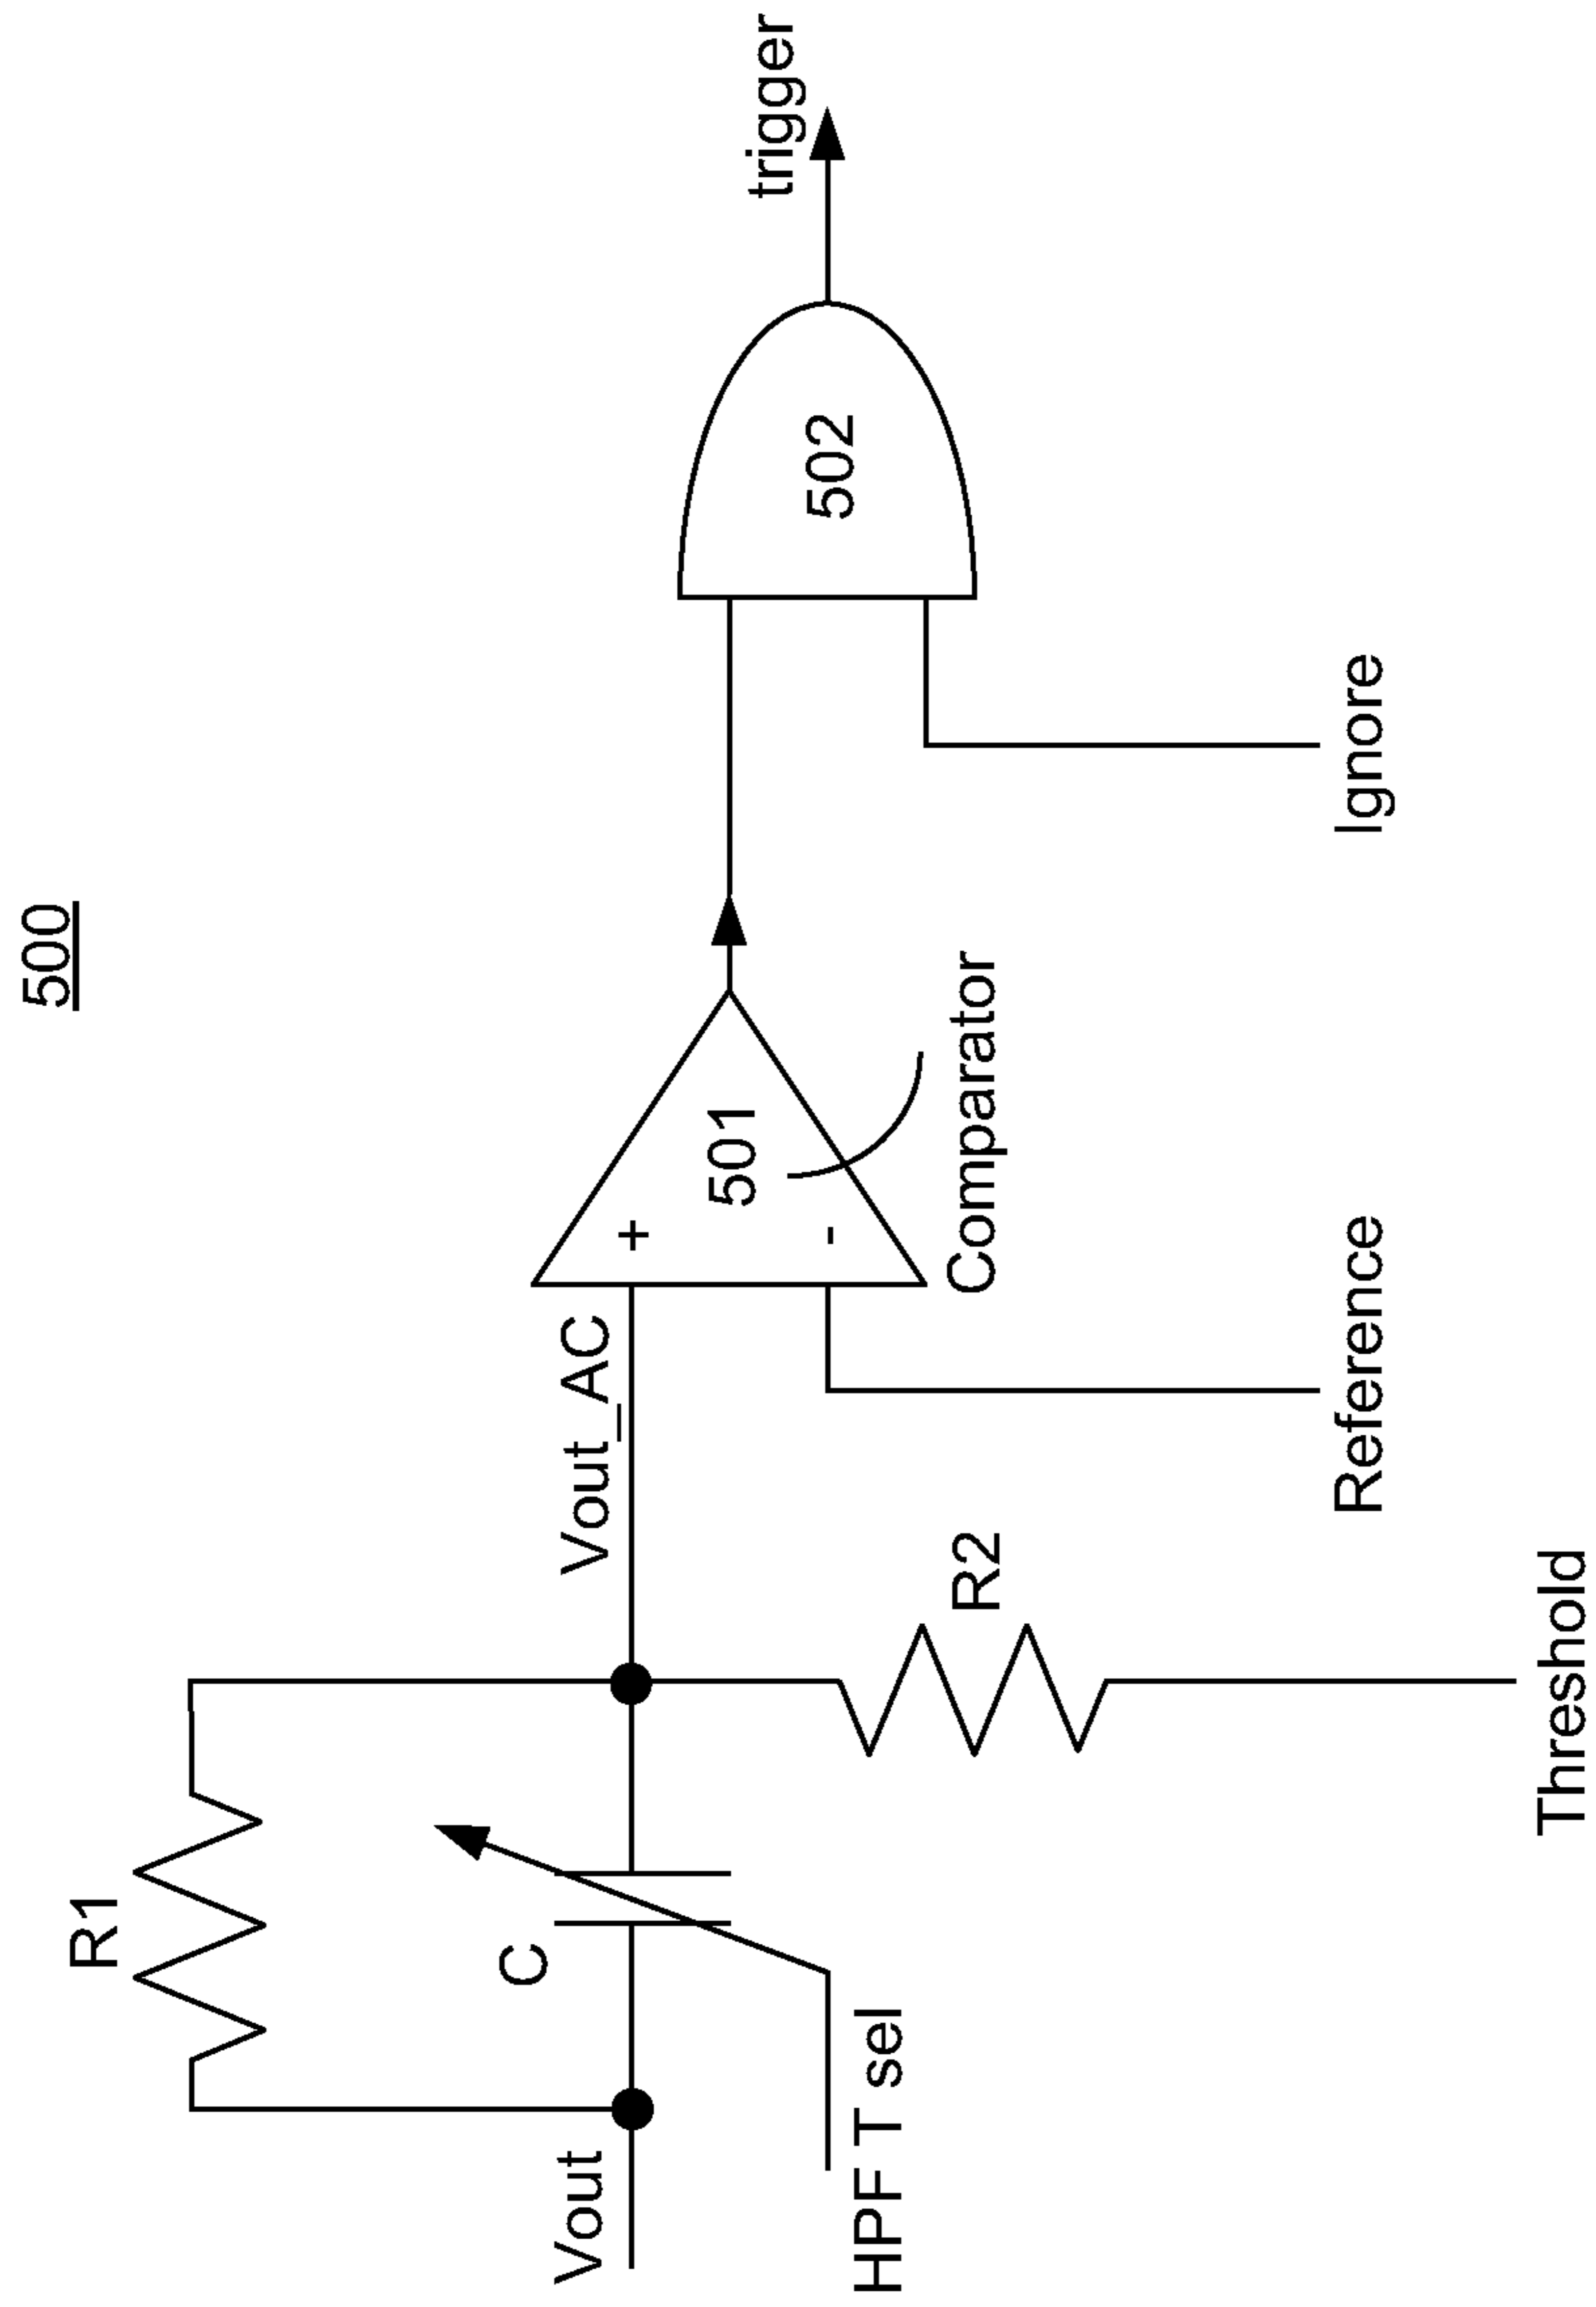 500
R1
C
Vout
HPF T sel
Vout_AC
R2
Threshold
+
-
501
Comparator
Reference
502
Ignore
trigger